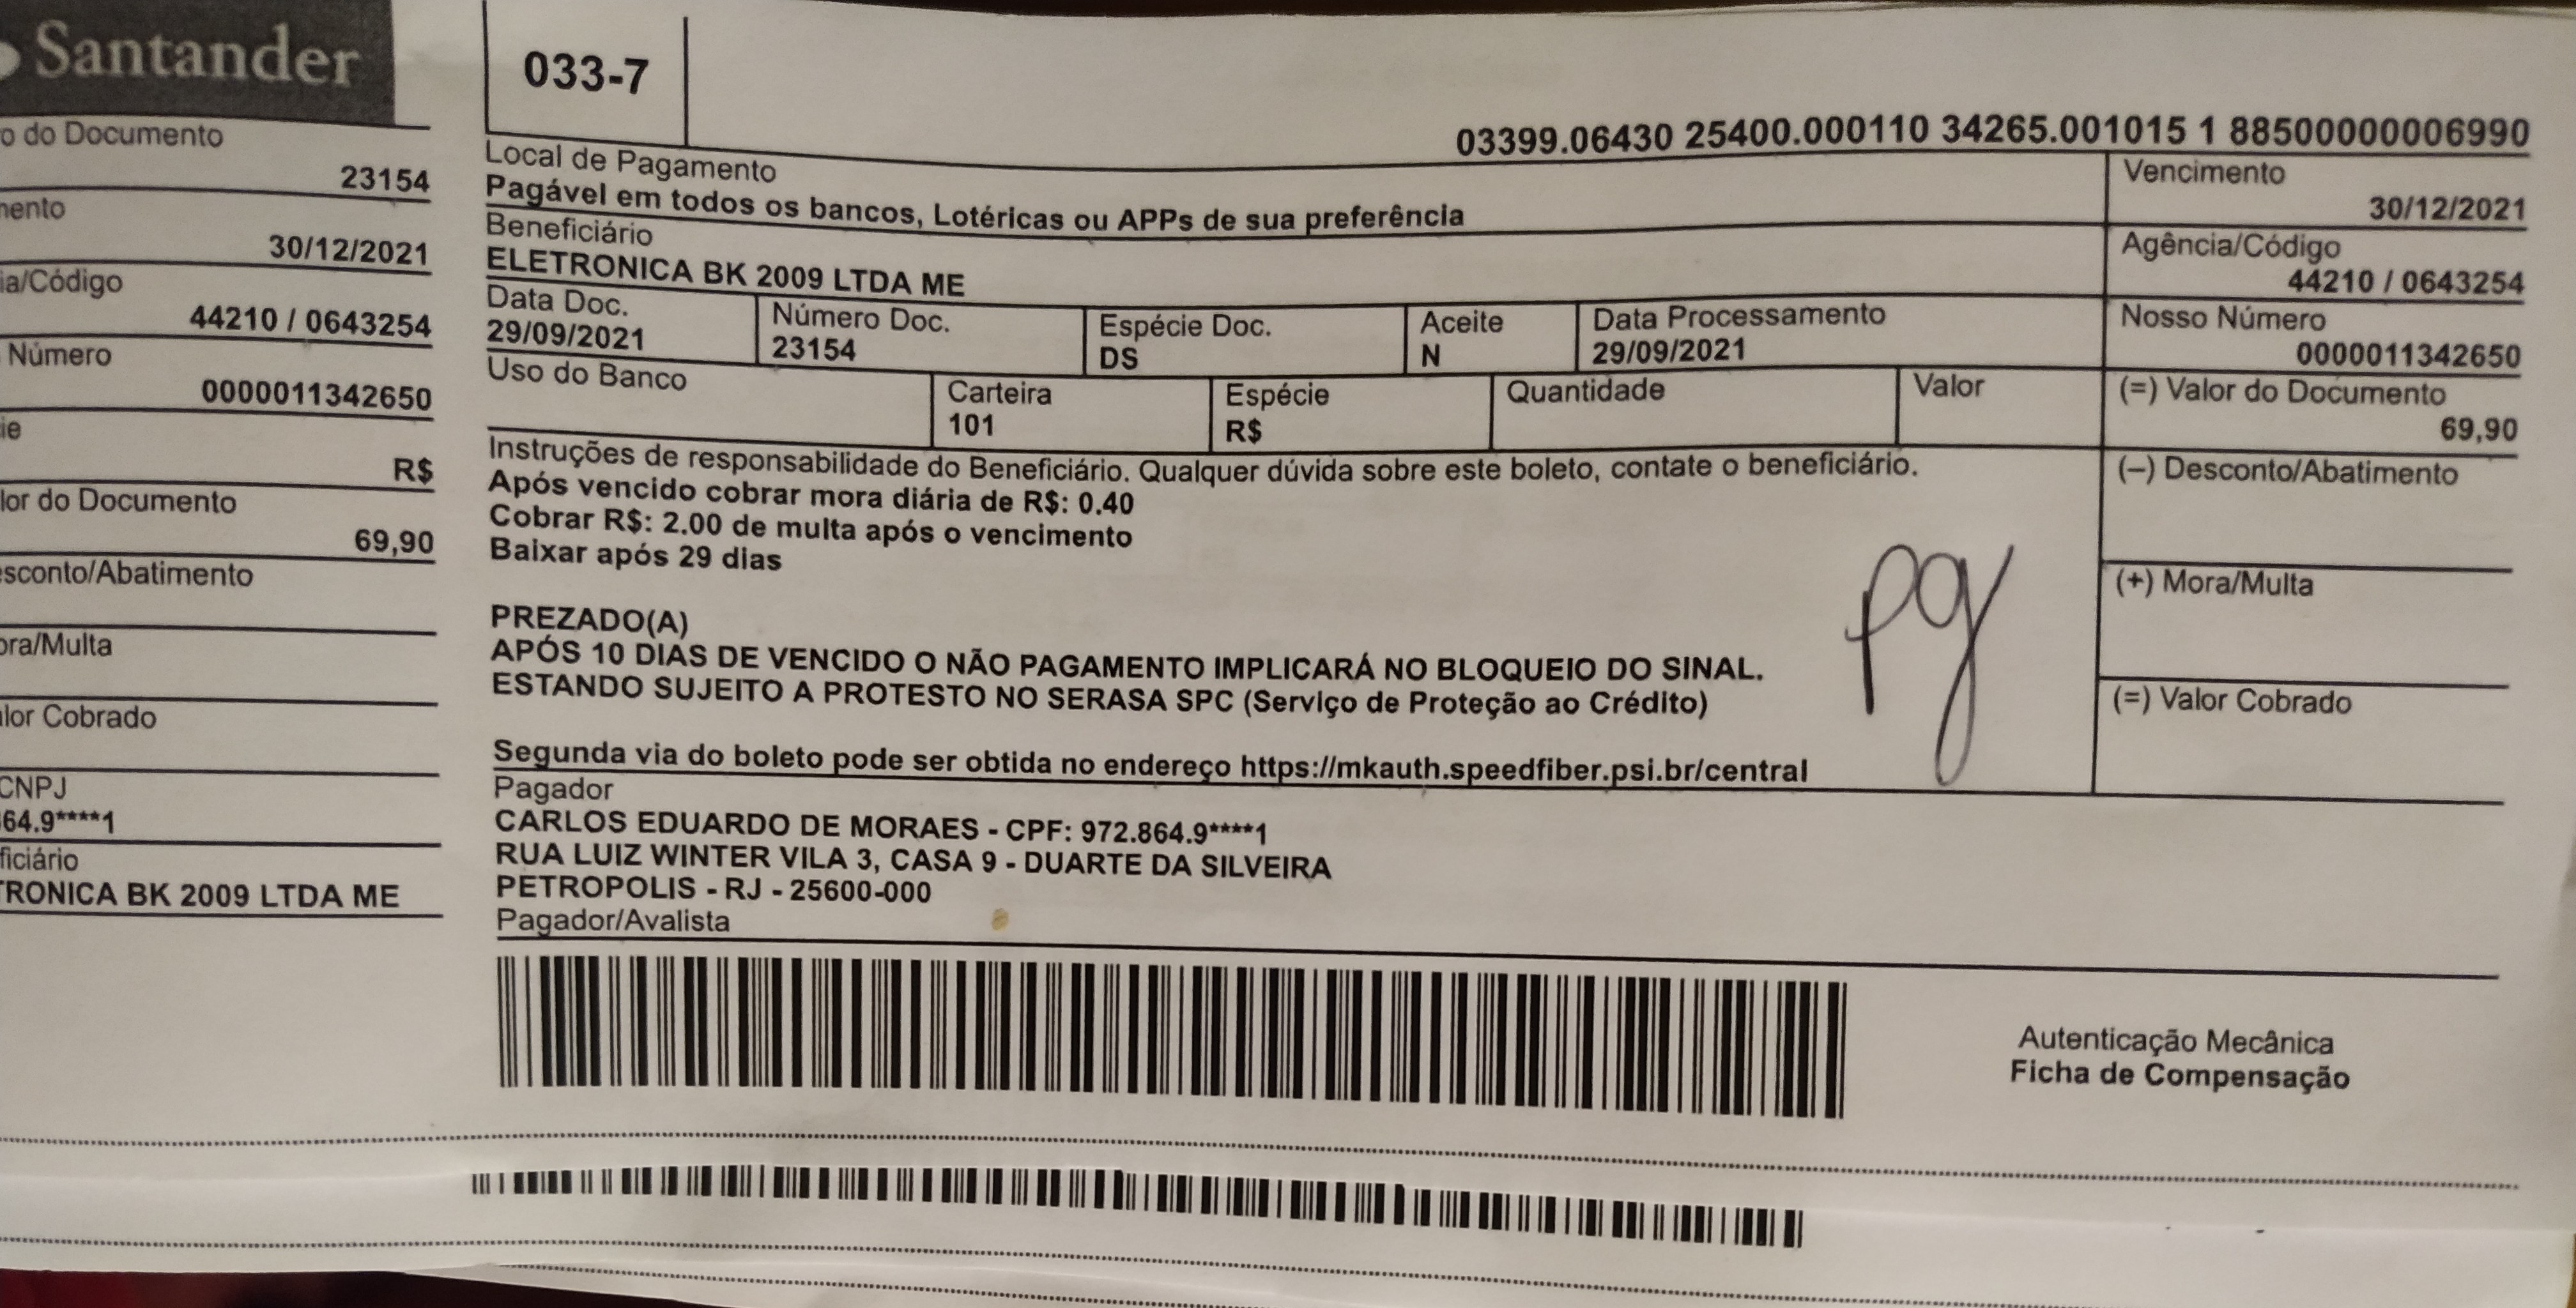 Santander
o do Documento
23154
nento
30/12/2021
ia/Código
44210 / 0643254
Número
0000011342650
ie
R$
lor do Documento
69,90
sconto/Abatimento
ora/Multa
alor Cobrado
CNPJ
64.9****1
ficiário
TRONICA BK 2009 LTDA ME
033-7
03399.06430 25400.000110 34265.001015 1 88500000006990
Local de Pagamento
Pagável em todos os bancos, Lotéricas ou APPs de sua preferência
Vencimento
30/12/2021
Beneficiário
ELETRONICA BK 2009 LTDA ME
Agência/Código
44210 / 0643254
Data Doc.
29/09/2021
Número Doc.
23154
Espécie Doc.
DS
Aceite
N
Data Processamento
29/09/2021
Nosso Número
0000011342650
Uso do Banco
Carteira
101
Espécie
R$
Quantidade
Valor
(=) Valor do Documento
69,90
Instruções de responsabilidade do Beneficiário. Qualquer dúvida sobre este boleto, contate o beneficiário.
Após vencido cobrar mora diária de R$: 0.40
Cobrar R$: 2.00 de multa após o vencimento
Baixar após 29 dias
PREZADO(A)
APÓS 10 DIAS DE VENCIDO O NÃO PAGAMENTO IMPLICARÁ NO BLOQUEIO DO SINAL.
ESTANDO SUJEITO A PROTESTO NO SERASA SPC (Serviço de Proteção ao Crédito)
Segunda via do boleto pode ser obtida no endereço https://mkauth.speedfiber.psi.br/central
pg
(–) Desconto/Abatimento
(+) Mora/Multa
(=) Valor Cobrado
Pagador
CARLOS EDUARDO DE MORAES - CPF: 972.864.9****1
RUA LUIZ WINTER VILA 3, CASA 9 - DUARTE DA SILVEIRA
PETROPOLIS - RJ - 25600-000
Pagador/Avalista
Autenticação Mecânica
Ficha de Compensação